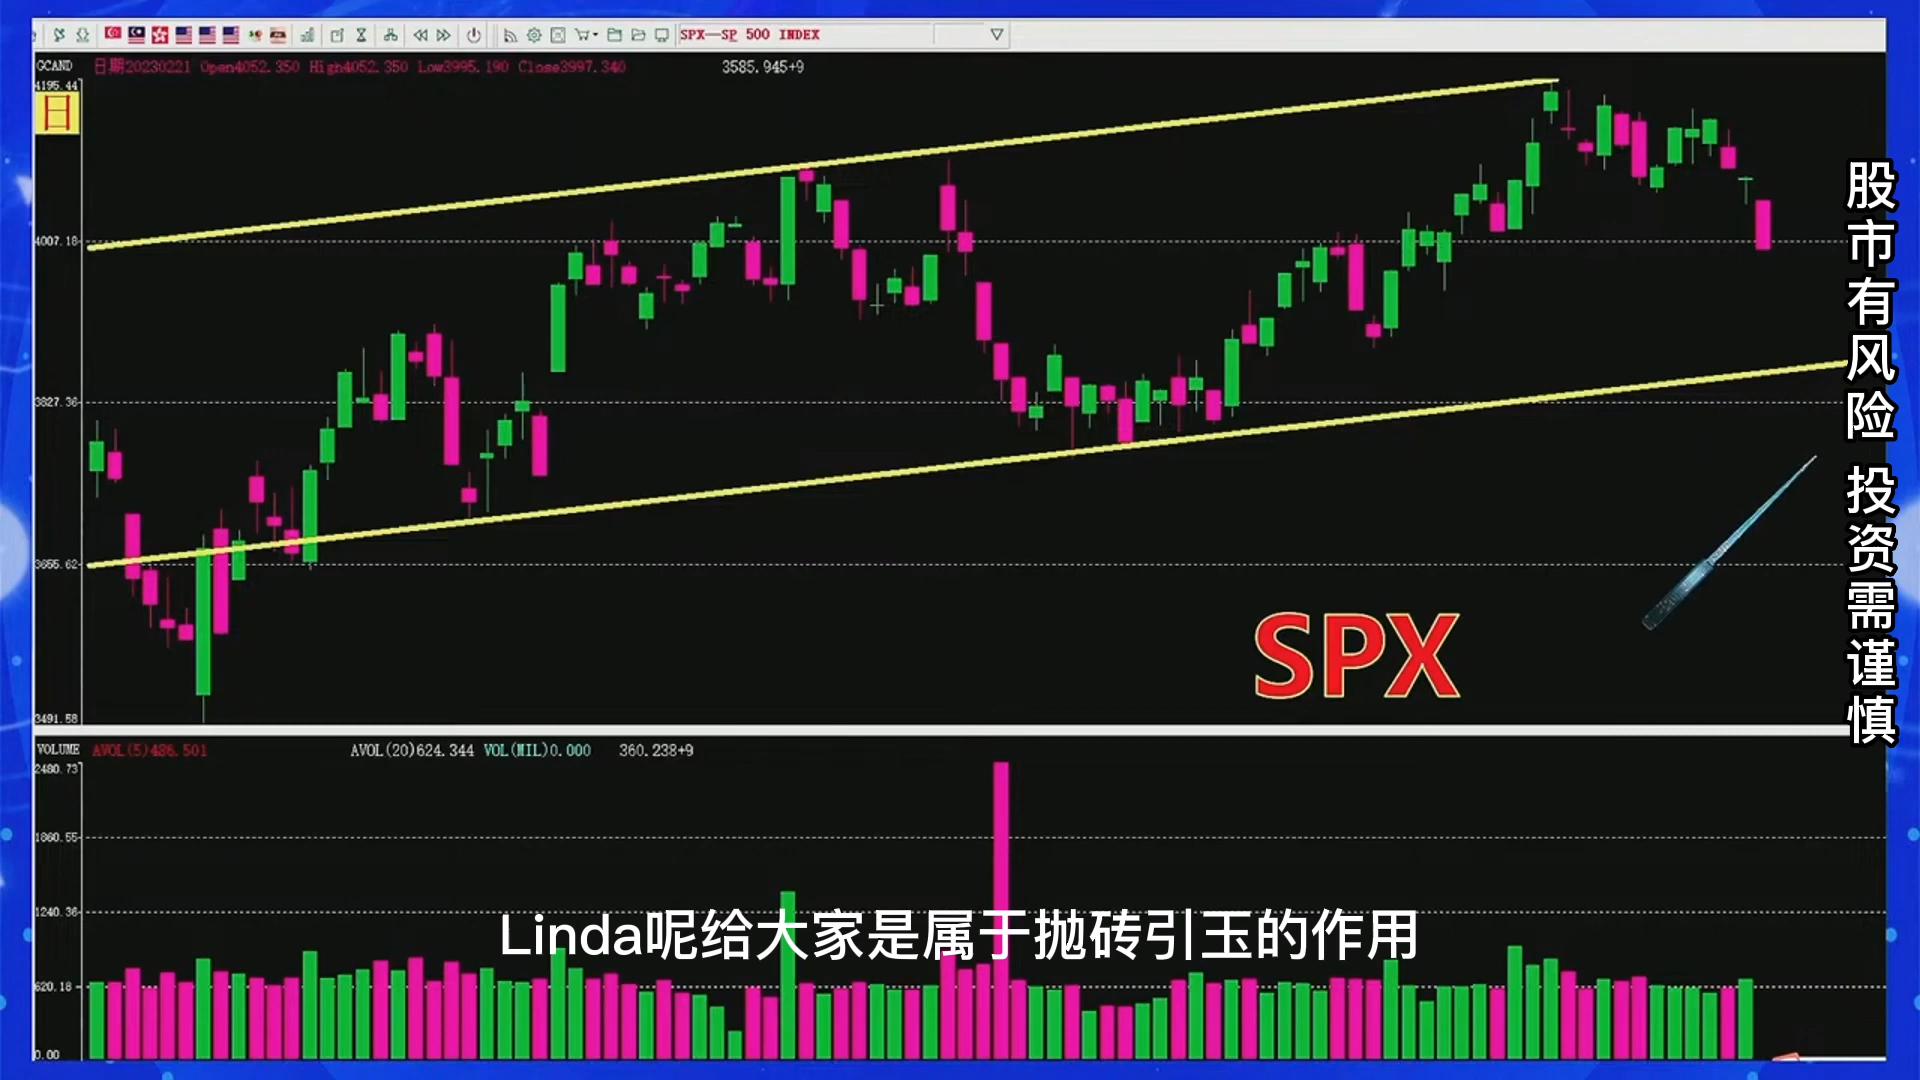 SPX—SP 500 INDEX
GCAND 日期20230221 Open4052.350 High4052.350 Low3995.190 Close3997.340 3585.945+9
4195.44
日
4007.18
3827.36
3655.62
3491.58
SPX
股市有风险 投资需谨慎
VOLUME AVOL(5)486.501 AVOL(20)624.344 VOL(MIL)0.000 360.238+9
2480.73
1860.55
1240.36
620.18
0.00
Linda呢给大家是属于抛砖引玉的作用